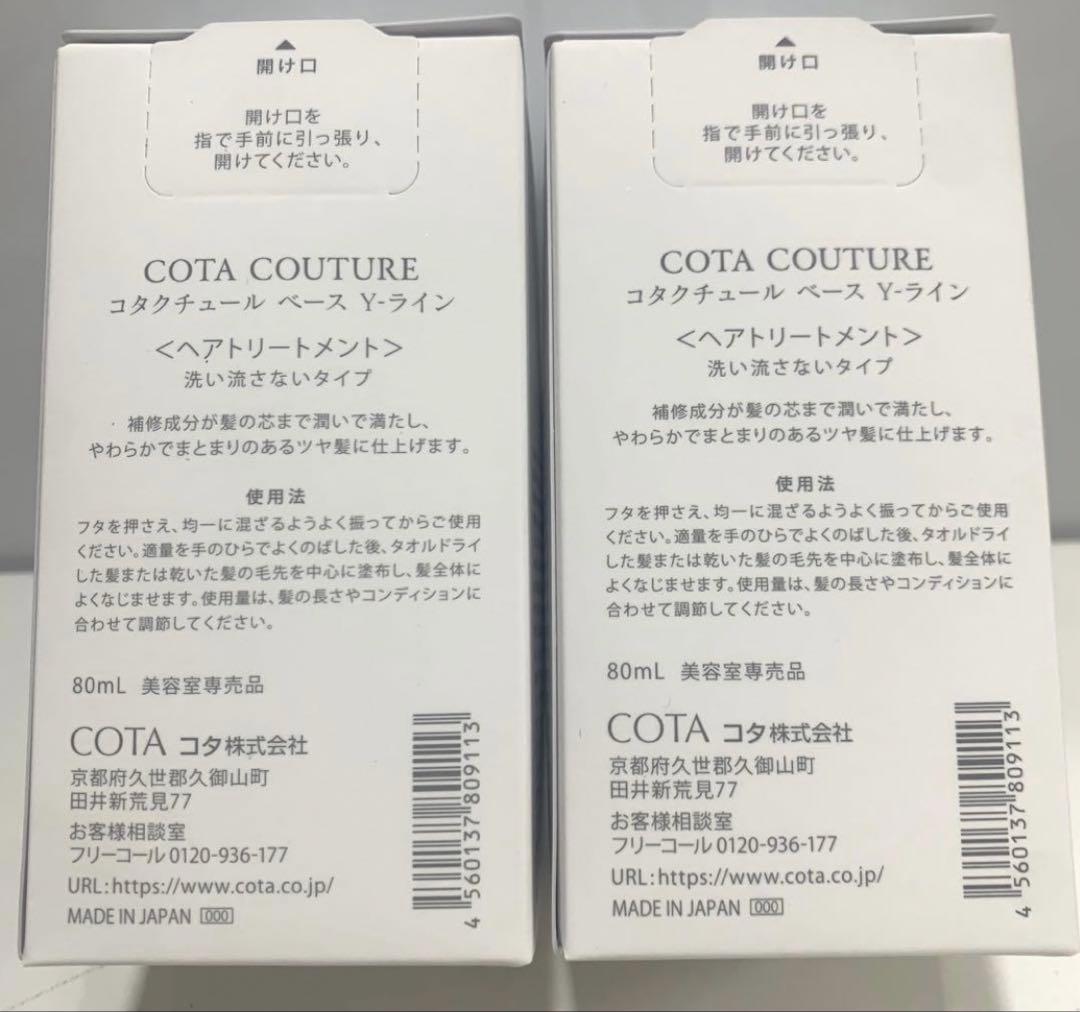 開け口
開け口を
指で手前に引っ張り、
開けてください。
COTA COUTURE
コタクチュール ベース Y-ライン
＜ヘアトリートメント＞
洗い流さないタイプ
補修成分が髪の芯まで潤いで満たし、
やわらかでまとまりのあるツヤ髪に仕上げます。
使用法
フタを押さえ、均一に混ざるようよく振ってからご使用
ください。適量を手のひらでよくのばした後、タオルドライ
した髪または乾いた髪の毛先を中心に塗布し、髪全体に
よくなじませます。使用量は、髪の長さやコンディションに
合わせて調節してください。
80mL 美容室専売品
COTA コタ株式会社
京都府久世郡久御山町
田井新荒見77
お客様相談室
フリーコール 0120-936-177
URL:https://www.cota.co.jp/
MADE IN JAPAN 000
4 560137 809113
開け口
開け口を
指で手前に引っ張り、
開けてください。
COTA COUTURE
コタクチュール ベース Y-ライン
＜ヘアトリートメント＞
洗い流さないタイプ
補修成分が髪の芯まで潤いで満たし、
やわらかでまとまりのあるツヤ髪に仕上げます。
使用法
フタを押さえ、均一に混ざるようよく振ってからご使用
ください。適量を手のひらでよくのばした後、タオルドライ
した髪または乾いた髪の毛先を中心に塗布し、髪全体に
よくなじませます。使用量は、髪の長さやコンディションに
合わせて調節してください。
80mL 美容室専売品
COTA コタ株式会社
京都府久世郡久御山町
田井新荒見77
お客様相談室
フリーコール 0120-936-177
URL:https://www.cota.co.jp/
MADE IN JAPAN 000
4 560137 809113